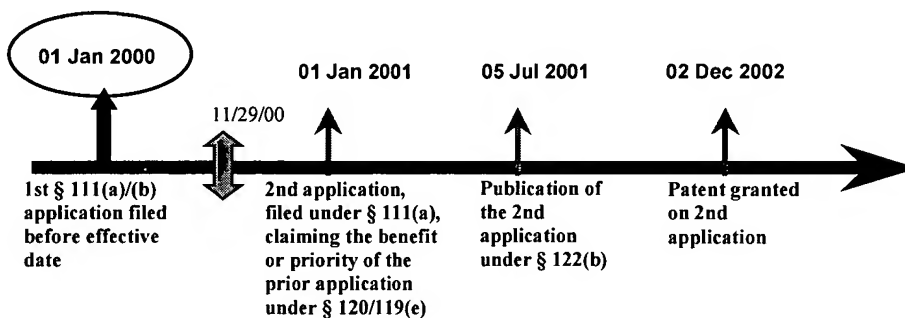 01 Jan 2000
01 Jan 2001
05 Jul 2001
02 Dec 2002
11/29/00
1st § 111(a)/(b)
application filed
before effective
date
2nd application,
filed under § 111(a),
claiming the benefit
or priority of the
prior application
under § 120/119(e)
Publication of
the 2nd
application
under § 122(b)
Patent granted
on 2nd
application